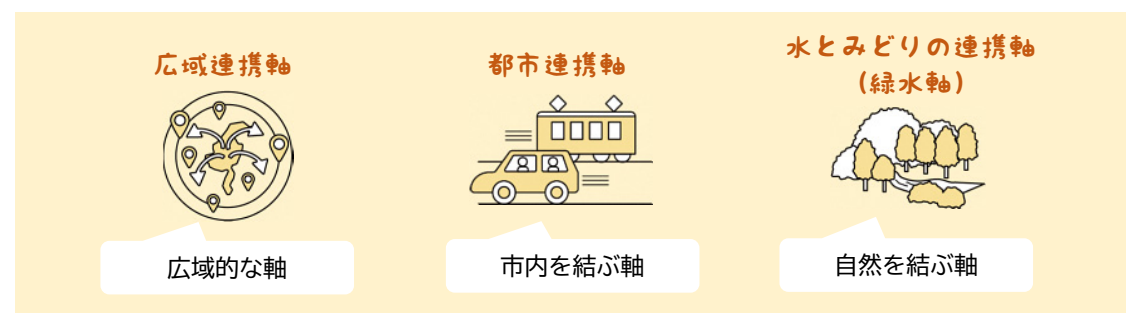 広域連携軸
都市連携軸
水とみどりの連携軸
(緑水軸)
広域的な軸
市内を結ぶ軸
自然を結ぶ軸